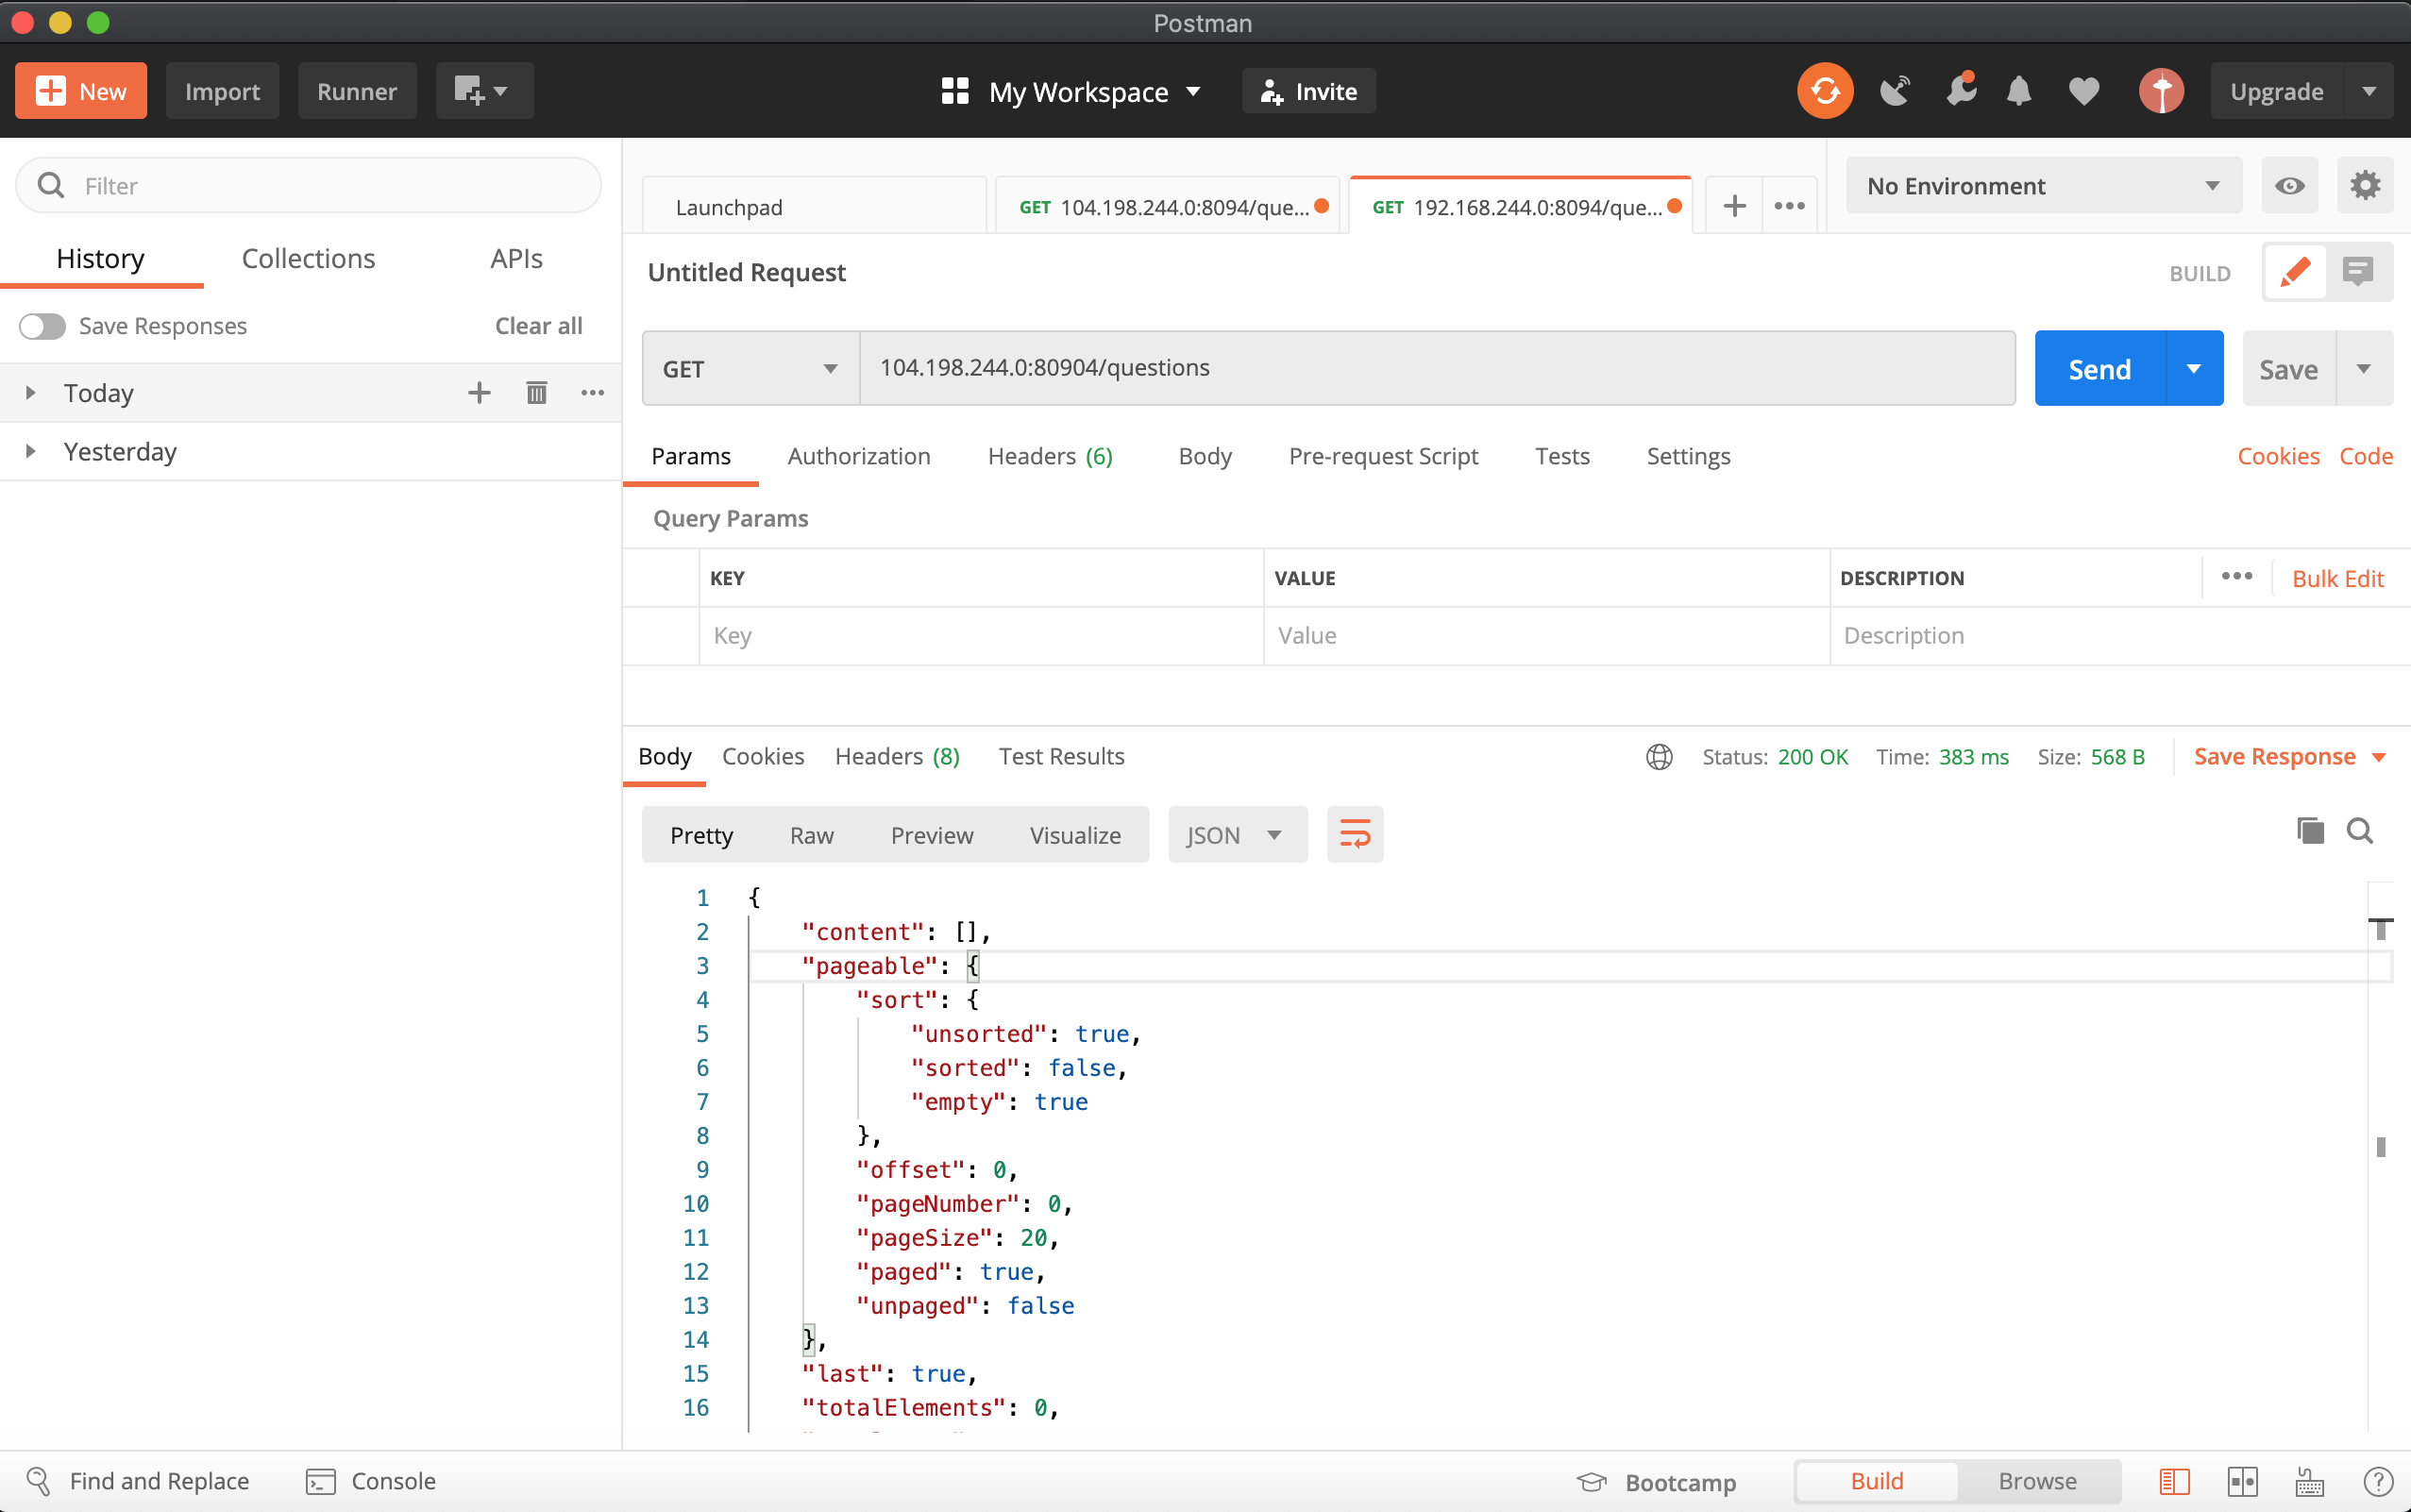 Postman
New
Import
Runner
My Workspace
Invite
Upgrade
Filter
History
Collections
APIs
Save Responses
Clear all
Today
Yesterday
Launchpad
GET 104.198.244.0:8094/que...
GET 192.168.244.0:8094/que...
No Environment
Untitled Request
BUILD
GET
104.198.244.0:80904/questions
Send
Save
Params
Authorization
Headers (6)
Body
Pre-request Script
Tests
Settings
Cookies
Code
Query Params
KEY
VALUE
DESCRIPTION
Bulk Edit
Key
Value
Description
Body
Cookies
Headers (8)
Test Results
Status: 200 OK
Time: 383 ms
Size: 568 B
Save Response
Pretty
Raw
Preview
Visualize
JSON
1 {
2 "content": [],
3 "pageable": {
4 "sort": {
5 "unsorted": true,
6 "sorted": false,
7 "empty": true
8 },
9 "offset": 0,
10 "pageNumber": 0,
11 "pageSize": 20,
12 "paged": true,
13 "unpaged": false
14 },
15 "last": true,
16 "totalElements": 0,
Find and Replace
Console
Bootcamp
Build
Browse